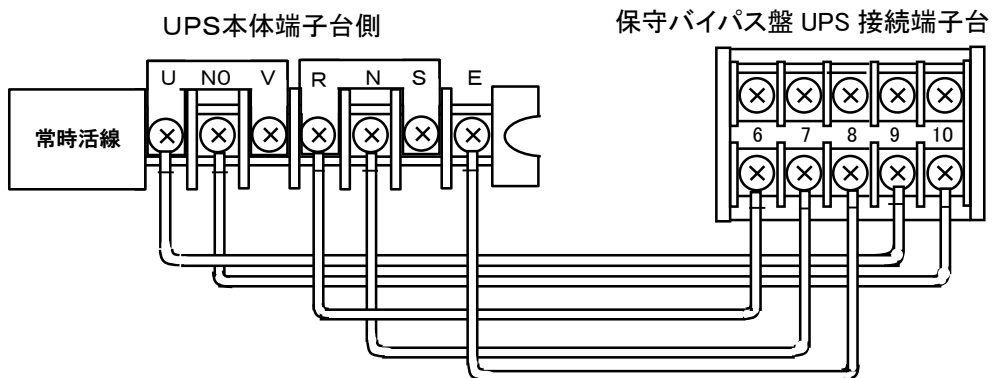 UPS本体端子台側
保守バイパス盤 UPS 接続端子台
U N0 V R N S E
常時活線
6 7 8 9 10